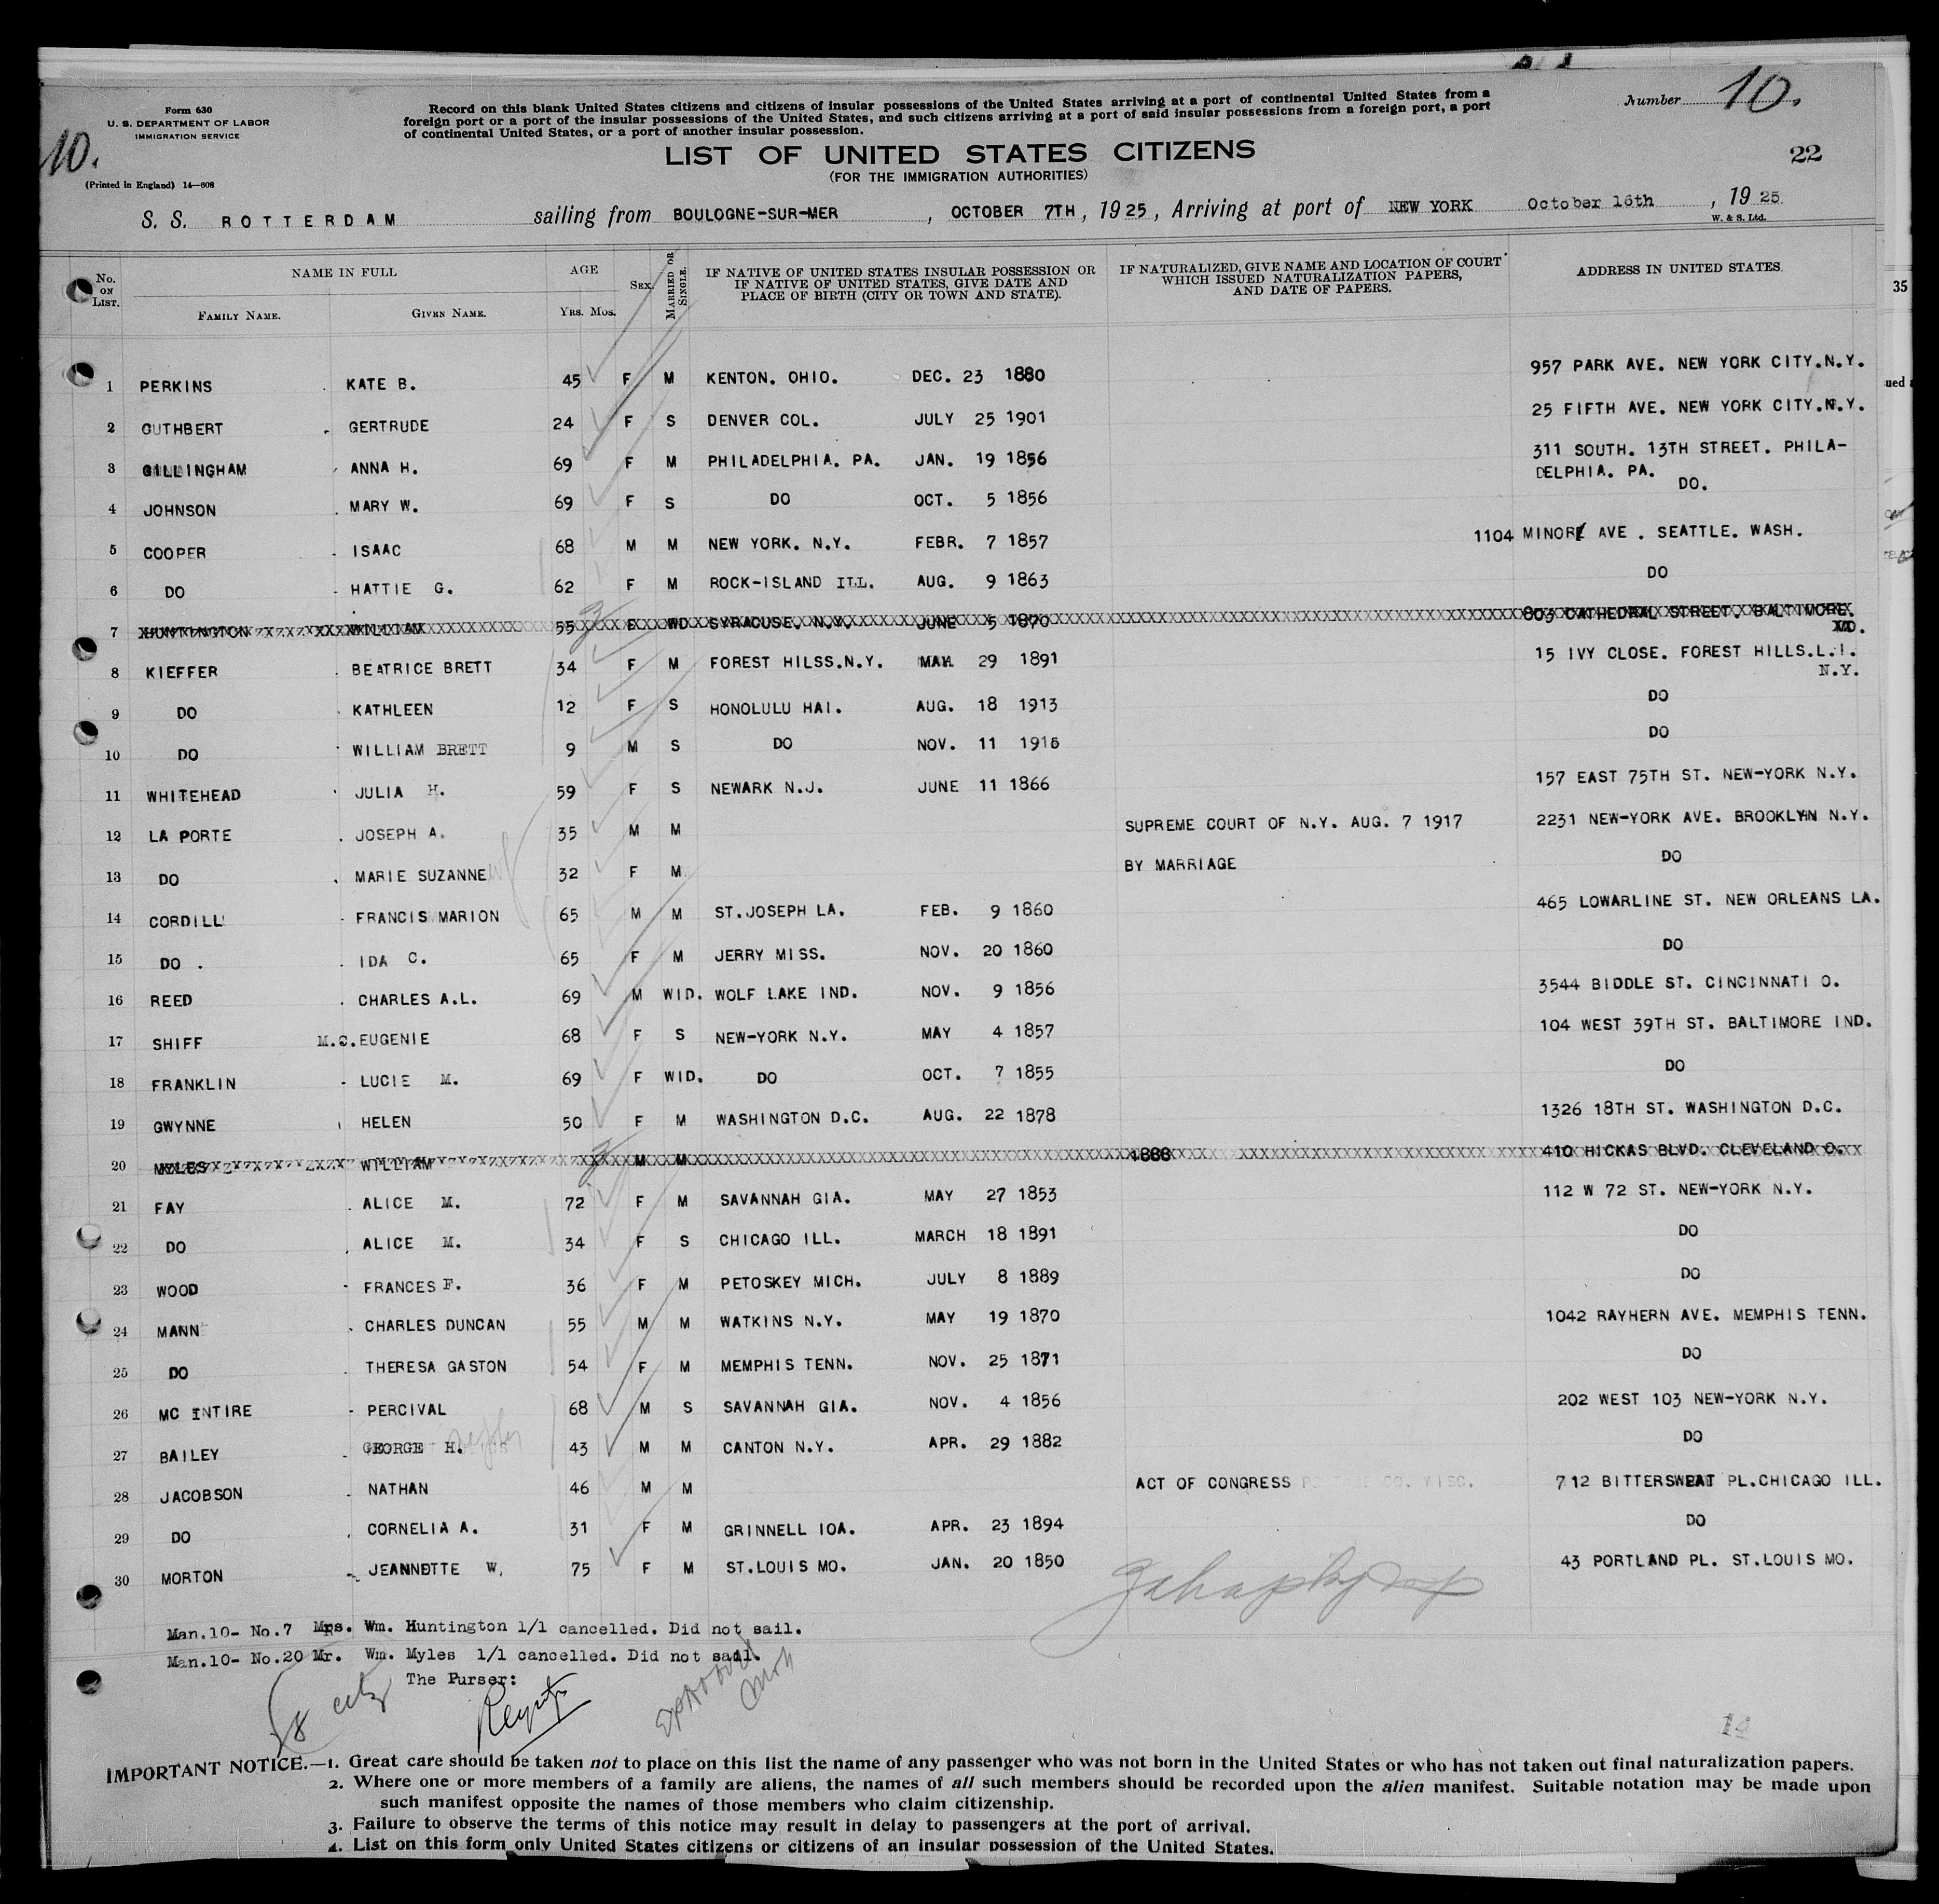 Form 630
U. S. DEPARTMENT OF LABOR
IMMIGRATION SERVICE
(Printed in England) 14—608
10.
Record on this blank United States citizens and citizens of insular possessions of the United States arriving at a port of continental United States from a
foreign port or a port of the insular possessions of the United States, and such citizens arriving at a port of said insular possessions from a foreign port, a port
of continental United States, or a port of another insular possession.
Number 10.
LIST OF UNITED STATES CITIZENS
(FOR THE IMMIGRATION AUTHORITIES)
22
S. S. ROTTERDAM sailing from BOULOGNE-SUR-MER, OCTOBER 7TH, 1925, Arriving at port of NEW YORK October 16th, 1925
W. & S. Ltd.
No. ON LIST. NAME IN FULL AGE SEX. MARRIED OR SINGLE. IF NATIVE OF UNITED STATES INSULAR POSSESSION OR IF NATIVE OF UNITED STATES, GIVE DATE AND PLACE OF BIRTH (CITY OR TOWN AND STATE). IF NATURALIZED, GIVE NAME AND LOCATION OF COURT WHICH ISSUED NATURALIZATION PAPERS, AND DATE OF PAPERS. ADDRESS IN UNITED STATES.
FAMILY NAME. GIVEN NAME. YRS. MOS.
35
1 PERKINS KATE B. 45 F M KENTON. OHIO. DEC. 23 1880 957 PARK AVE. NEW YORK CITY.N.Y.
2 CUTHBERT GERTRUDE 24 F S DENVER COL. JULY 25 1901 25 FIFTH AVE. NEW YORK CITY.N.Y.
3 GILLINGHAM ANNA H. 69 F M PHILADELPHIA. PA. JAN. 19 1856 311 SOUTH. 13TH STREET. PHILA-
DELPHIA. PA.
4 JOHNSON MARY W. 69 F S DO OCT. 5 1856 DO.
5 COOPER ISAAC 68 M M NEW YORK. N.Y. FEBR. 7 1857 1104 MINOR AVE . SEATTLE. WASH.
6 DO HATTIE G. 62 F M ROCK-ISLAND ILL. AUG. 9 1863 DO
7 HUNTINGTON WILLIAM 55 F WD SYRACUSE. N.Y. JUNE 5 1870 803 CATHEDRAL STREET. BALTIMORE.
MD.
8 KIEFFER BEATRICE BRETT 34 F M FOREST HILSS.N.Y. 29 1891 15 IVY CLOSE. FOREST HILLS.L.I.
N.Y.
9 DO KATHLEEN 12 F S HONOLULU HAI. AUG. 18 1913 DO
10 DO WILLIAM BRETT 9 M S DO NOV. 11 1916 DO
11 WHITEHEAD JULIA H. 59 F S NEWARK N.J. JUNE 11 1866 157 EAST 75TH ST. NEW-YORK N.Y.
12 LA PORTE JOSEPH A. 35 M M SUPREME COURT OF N.Y. AUG. 7 1917 2231 NEW-YORK AVE. BROOKLYN N.Y.
13 DO MARIE SUZANNE 32 F M BY MARRIAGE DO
14 CORDILL FRANCIS MARION 65 M M ST.JOSEPH LA. FEB. 9 1860 465 LOWARLINE ST. NEW ORLEANS LA.
15 DO . IDA C. 65 F M JERRY MISS. NOV. 20 1860 DO
16 REED CHARLES A.L. 69 M WID. WOLF LAKE IND. NOV. 9 1856 3544 BIDDLE ST. CINCINNATI O.
17 SHIFF M.C.EUGENIE 68 F S NEW-YORK N.Y. MAY 4 1857 104 WEST 39TH ST. BALTIMORE IND.
18 FRANKLIN LUCIE M. 69 F WID. DO OCT. 7 1855 DO
19 GWYNNE HELEN 50 F M WASHINGTON D.C. AUG. 22 1878 1326 18TH ST. WASHINGTON D.C.
20 MYLES WILLIAM M M 1888 410 HICKAS BLVD. CLEVELAND O.
21 FAY ALICE M. 72 F M SAVANNAH GIA. MAY 27 1853 112 W 72 ST. NEW-YORK N.Y.
22 DO ALICE M. 34 F S CHICAGO ILL. MARCH 18 1891 DO
23 WOOD FRANCES F. 36 F M PETOSKEY MICH. JULY 8 1889 DO
24 MANN CHARLES DUNCAN 55 M M WATKINS N.Y. MAY 19 1870 1042 RAYHERN AVE. MEMPHIS TENN.
25 DO THERESA GASTON 54 F M MEMPHIS TENN. NOV. 25 1871 DO
26 MC INTIRE PERCIVAL 68 M S SAVANNAH GIA. NOV. 4 1856 202 WEST 103 NEW-YORK N.Y.
27 BAILEY GEORGE H. 43 M M CANTON N.Y. APR. 29 1882 DO
28 JACOBSON NATHAN 46 M M ACT OF CONGRESS CO. WISC. 712 BITTERSWEAT PL.CHICAGO ILL.
29 DO CORNELIA A. 31 F M GRINNELL IOA. APR. 23 1894 DO
30 MORTON JEANNETTE W. 75 F M ST.LOUIS MO. JAN. 20 1850 43 PORTLAND PL. ST.LOUIS MO.
Man.10- No.7 Mrs. Wm. Huntington 1/1 cancelled. Did not sail.
Man.10- No.20 Mr. Wm. Myles 1/1 cancelled. Did not sail.
The Purser:
14
IMPORTANT NOTICE.—1. Great care should be taken not to place on this list the name of any passenger who was not born in the United States or who has not taken out final naturalization papers.
2. Where one or more members of a family are aliens, the names of all such members should be recorded upon the alien manifest. Suitable notation may be made upon
such manifest opposite the names of those members who claim citizenship.
3. Failure to observe the terms of this notice may result in delay to passengers at the port of arrival.
4. List on this form only United States citizens or citizens of an insular possession of the United States.